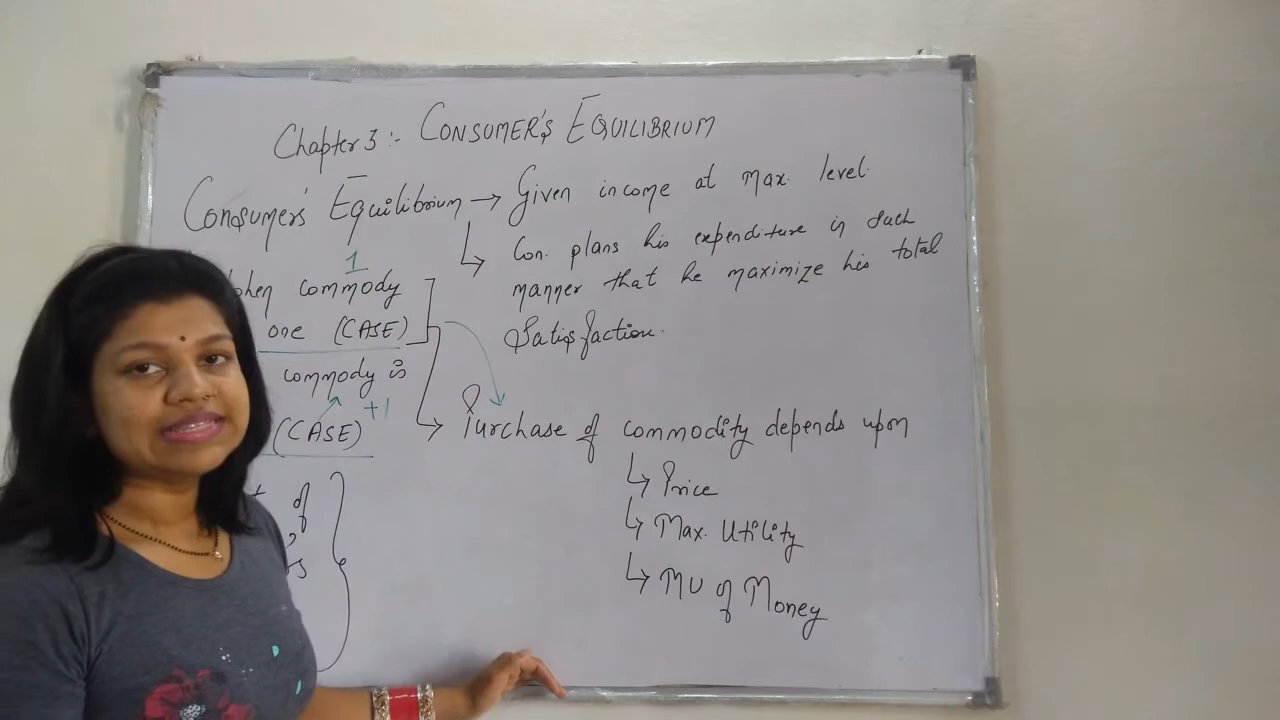 Chapter 3 :- CONSUMER'S EQUILIBRIUM
Consumer's Equilibrium → Given income at Max. level.
↳ Con. plans his expenditure in such
manner that he maximize his total
Satisfaction.
1
commody
one (CASE)
commody is
+1
(CASE)
of
Purchase of commodity depends upon
↳ Price
↳ Max. Utility
↳ MU of Money